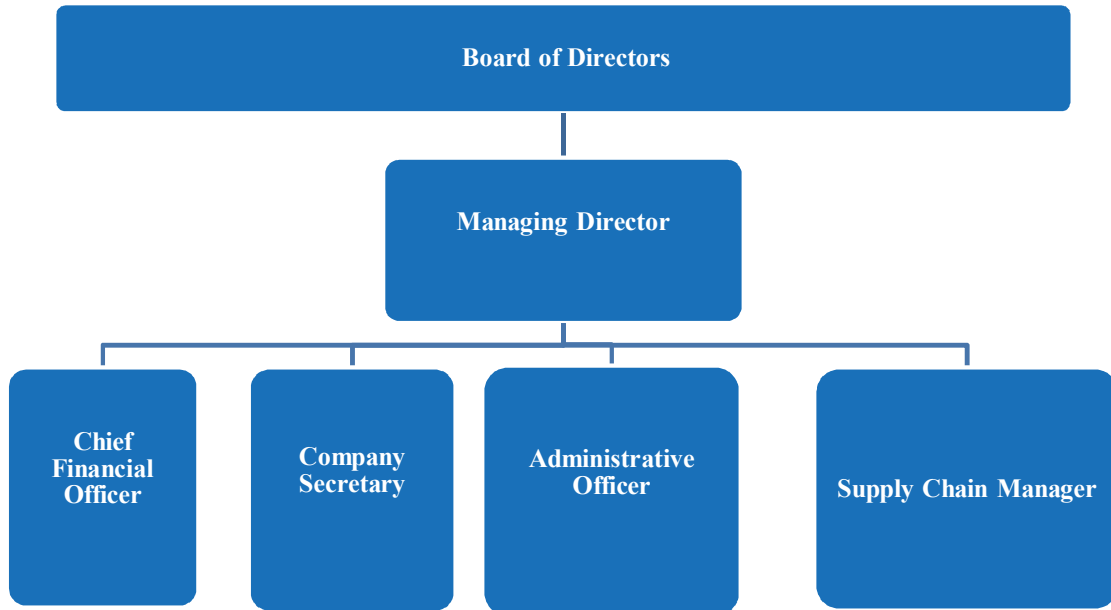 Board of Directors
Managing Director
Chief
Financial
Officer
Company
Secretary
Administrative
Officer
Supply Chain Manager